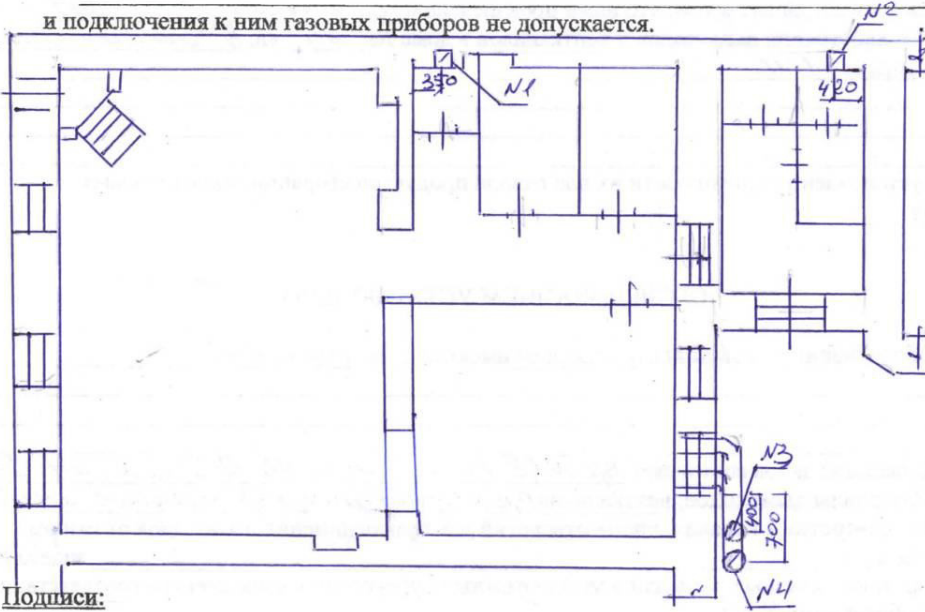 и подключения к ним газовых приборов не допускается.
N2
350
N1
420
N3
400
700
N4
Подписи: